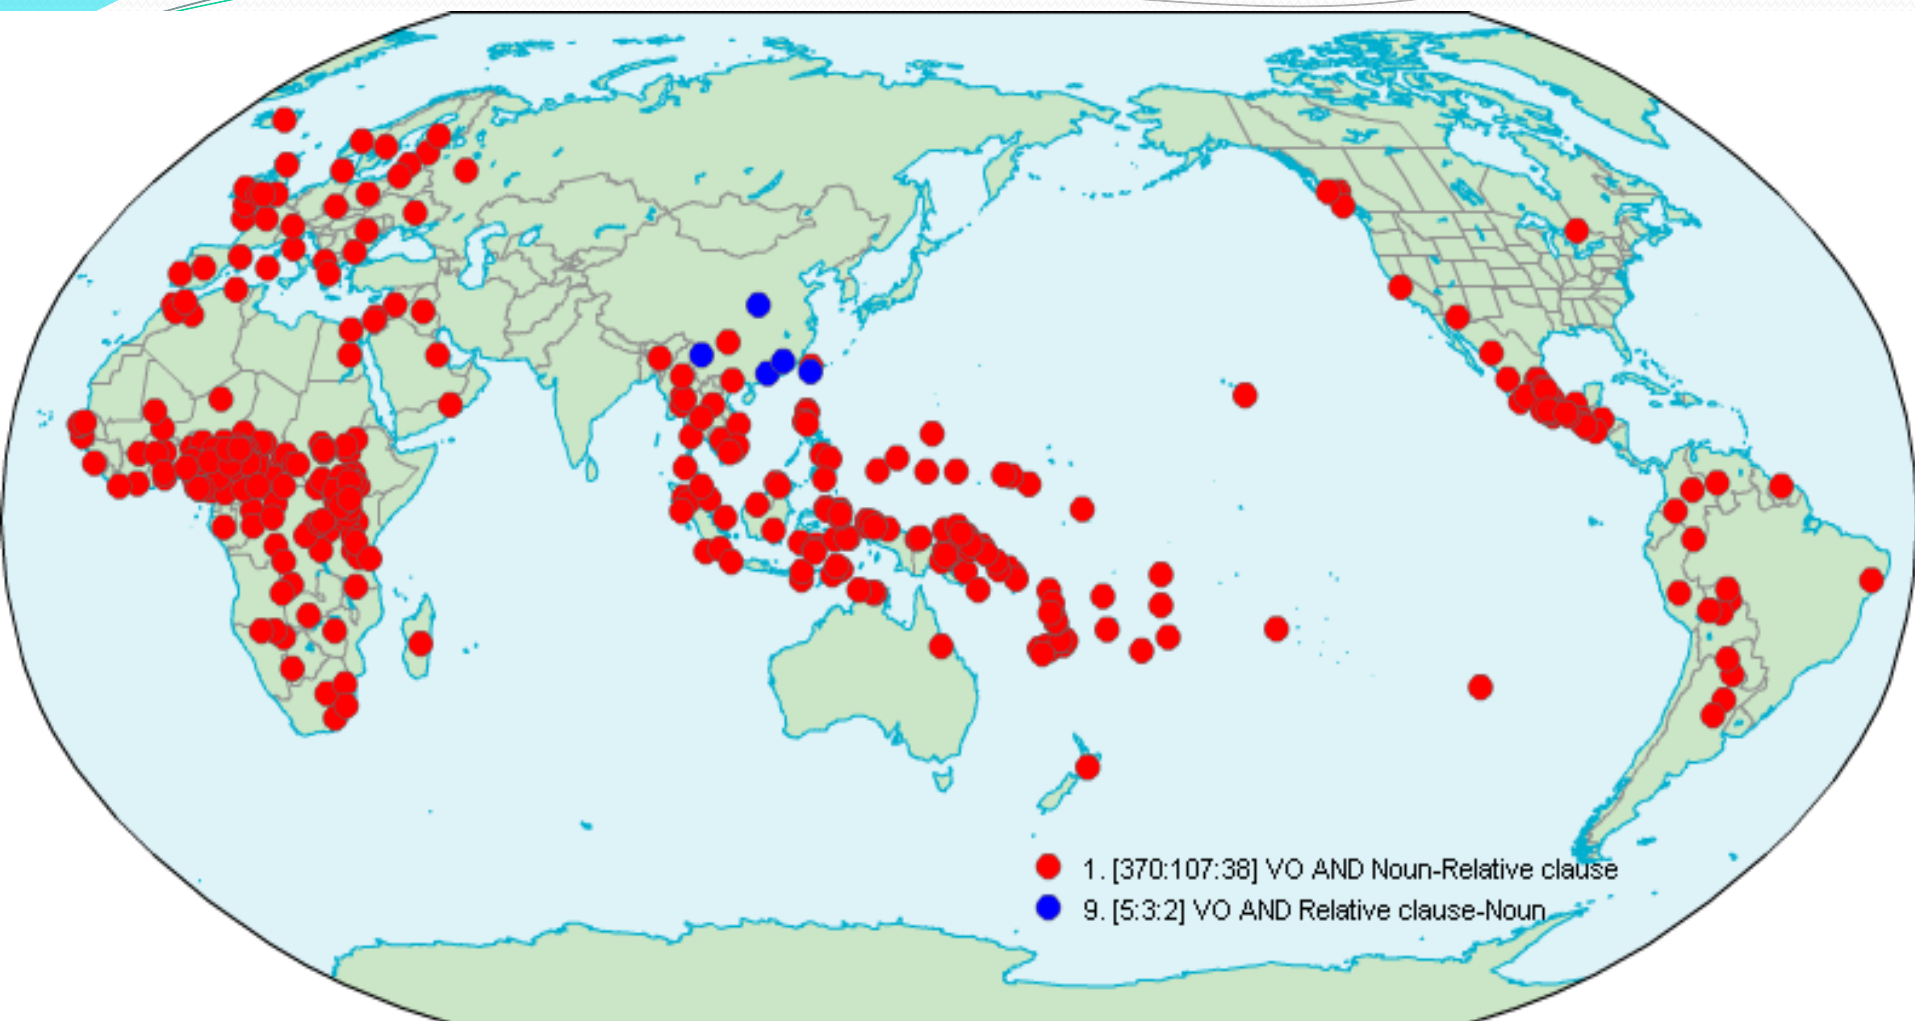 1. [370:107:38] VO AND Noun-Relative clause
9. [5:3:2] VO AND Relative clause-Noun